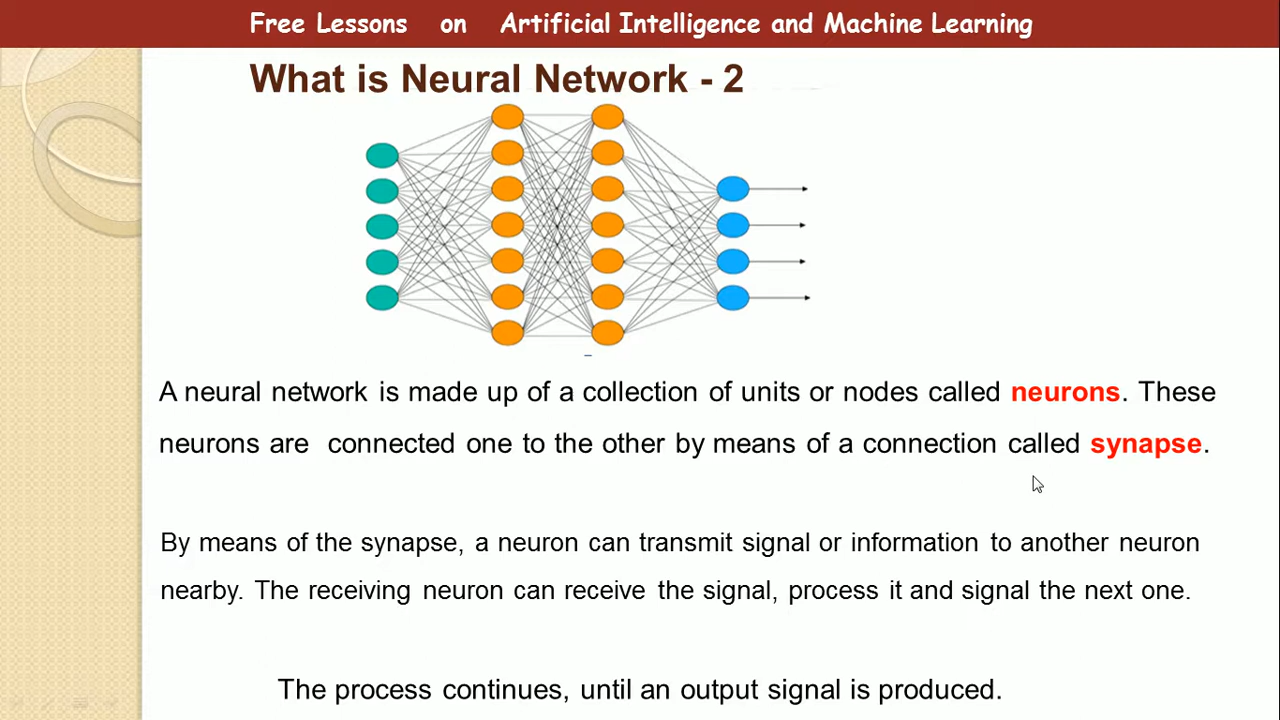 Free Lessons on Artificial Intelligence and Machine Learning
What is Neural Network - 2
A neural network is made up of a collection of units or nodes called neurons. These
neurons are connected one to the other by means of a connection called synapse.
By means of the synapse, a neuron can transmit signal or information to another neuron
nearby. The receiving neuron can receive the signal, process it and signal the next one.
The process continues, until an output signal is produced.